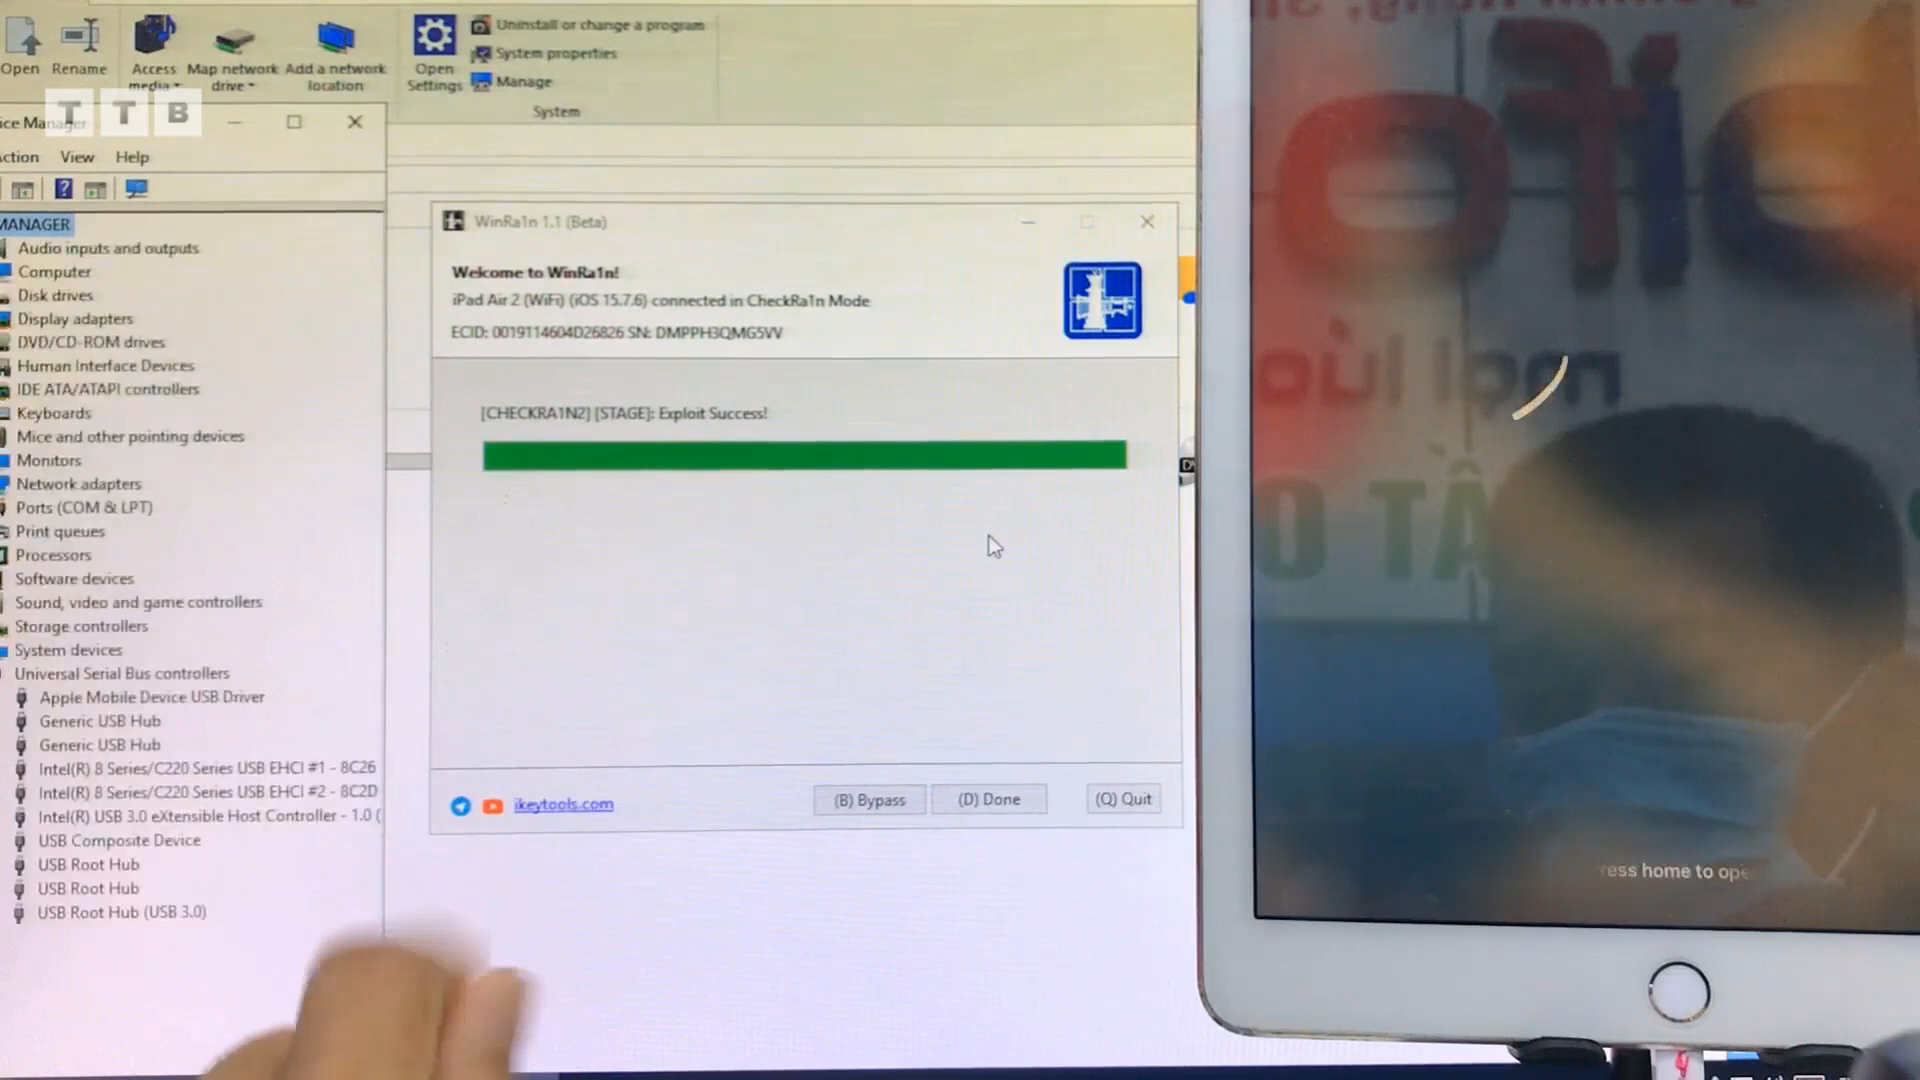 Open
Rename
Access media
Map network drive
Add a network location
Open Settings
Uninstall or change a program
System properties
Manage
System
TTB
View
Help
MANAGER
Audio inputs and outputs
Computer
Disk drives
Display adapters
DVD/CD-ROM drives
Human Interface Devices
IDE ATA/ATAPI controllers
Keyboards
Mice and other pointing devices
Monitors
Network adapters
Ports (COM & LPT)
Print queues
Processors
Software devices
Sound, video and game controllers
Storage controllers
System devices
Universal Serial Bus controllers
Apple Mobile Device USB Driver
Generic USB Hub
Generic USB Hub
Intel(R) 8 Series/C220 Series USB EHCI #1 - 8C26
Intel(R) 8 Series/C220 Series USB EHCI #2 - 8C2D
Intel(R) USB 3.0 eXtensible Host Controller - 1.0 (
USB Composite Device
USB Root Hub
USB Root Hub
USB Root Hub (USB 3.0)
WinRa1n 1.1 (Beta)
Welcome to WinRa1n!
iPad Air 2 (WiFi) (iOS 15.7.6) connected in CheckRa1n Mode
ECID: 0019114604D26826 SN: DMPPH3QMG5VV
[CHECKRA1N2] [STAGE]: Exploit Success!
ikeytools.com
(B) Bypass
(D) Done
(Q) Quit
ress home to ope